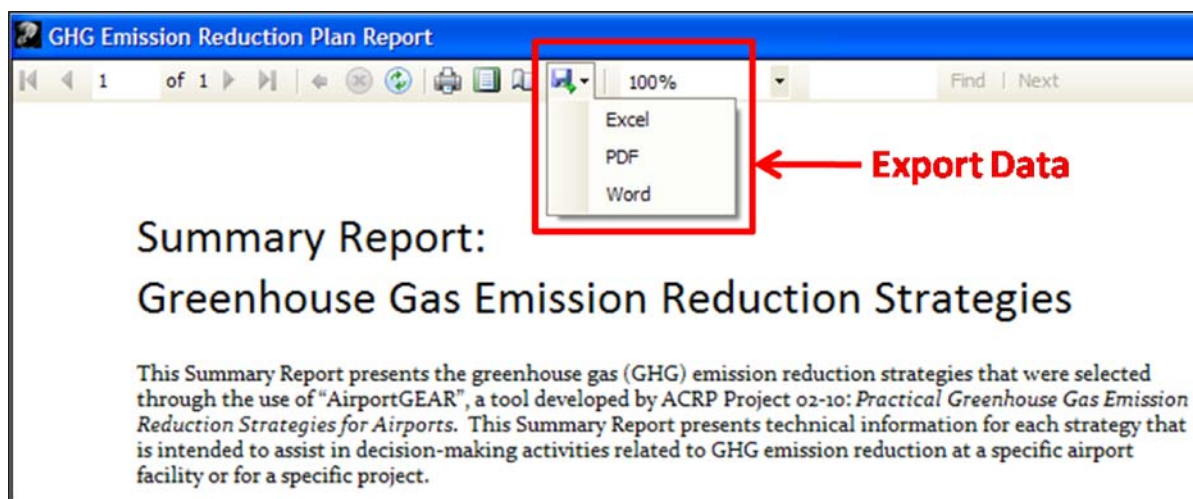 GHG Emission Reduction Plan Report
1 of 1 100% Find | Next
Excel
PDF
Word
Export Data
Summary Report:
Greenhouse Gas Emission Reduction Strategies
This Summary Report presents the greenhouse gas (GHG) emission reduction strategies that were selected
through the use of “AirportGEAR”, a tool developed by ACRP Project 02-10: Practical Greenhouse Gas Emission
Reduction Strategies for Airports. This Summary Report presents technical information for each strategy that
is intended to assist in decision-making activities related to GHG emission reduction at a specific airport
facility or for a specific project.